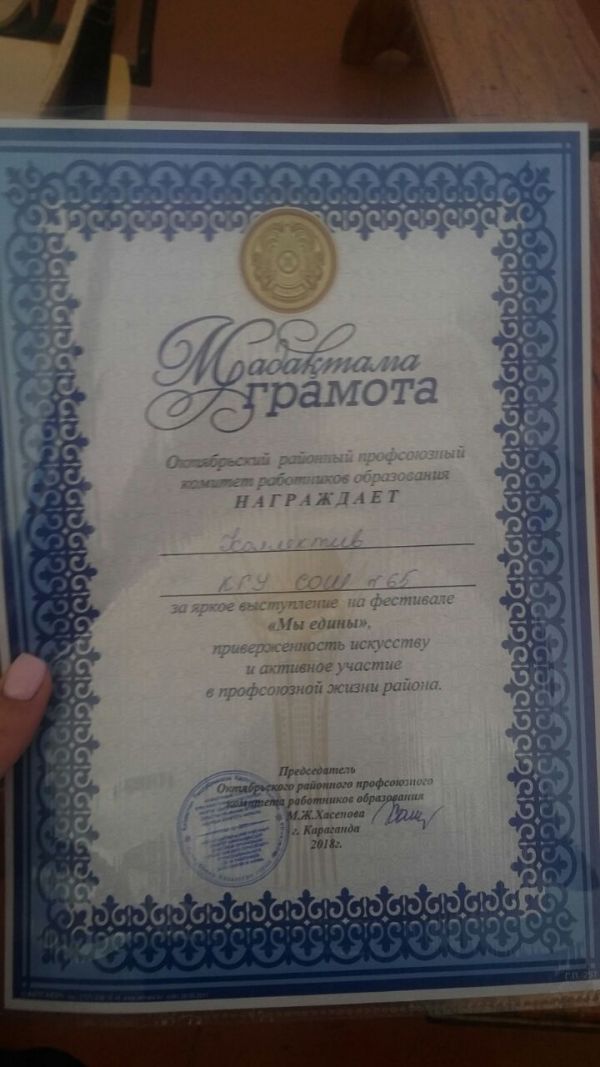 Мадақтама
грамота
Октябрьский районный профсоюзный
комитет работников образования
НАГРАЖДАЕТ
Коллектив
КГУ СОШ №65
за яркое выступление на фестивале
«Мы едины»,
приверженность искусству
и активное участие
в профсоюзной жизни района.
Председатель
Октябрьского районного профсоюзного
комитета работников образования
М.Ж.Хасенова
г. Караганда
2018г.